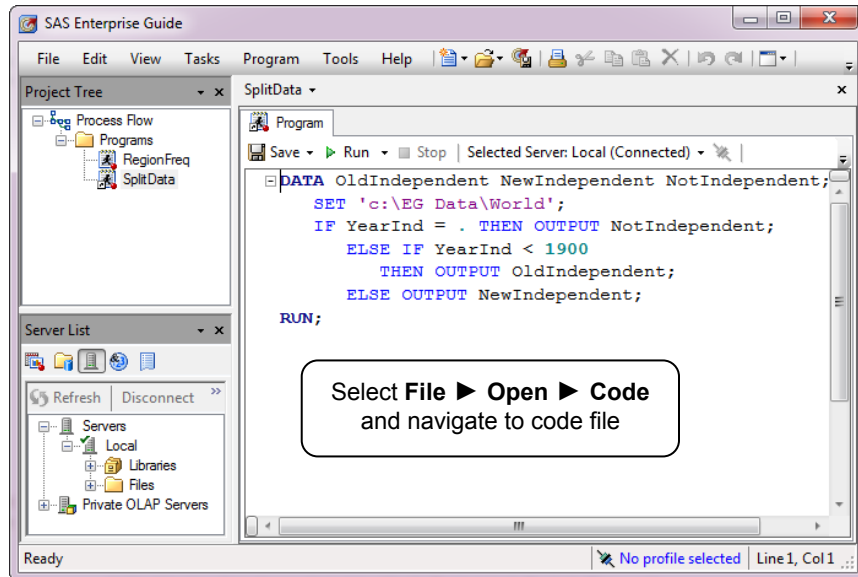 SAS Enterprise Guide
File Edit View Tasks Program Tools Help
Project Tree
Process Flow
Programs
RegionFreq
SplitData
Server List
Refresh Disconnect »
Servers
Local
Libraries
Files
Private OLAP Servers
SplitData
Program
Save Run Stop Selected Server: Local (Connected)
DATA OldIndependent NewIndependent NotIndependent;
SET 'c:\EG Data\World';
IF YearInd = . THEN OUTPUT NotIndependent;
ELSE IF YearInd < 1900
THEN OUTPUT OldIndependent;
ELSE OUTPUT NewIndependent;
RUN;
Select File ► Open ► Code
and navigate to code file
Ready No profile selected Line 1, Col 1